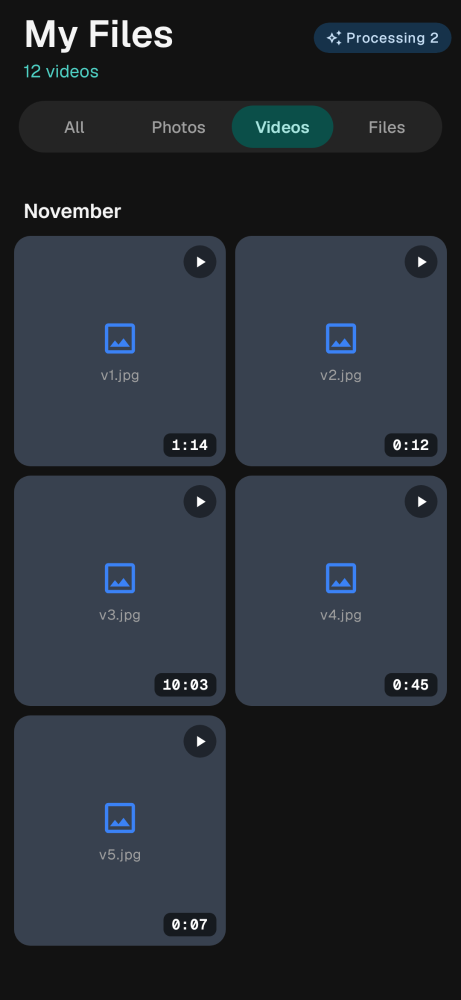 My Files
Processing 2
12 videos
All Photos Videos Files
November
v1.jpg
1:14
v2.jpg
0:12
v3.jpg
10:03
v4.jpg
0:45
v5.jpg
0:07